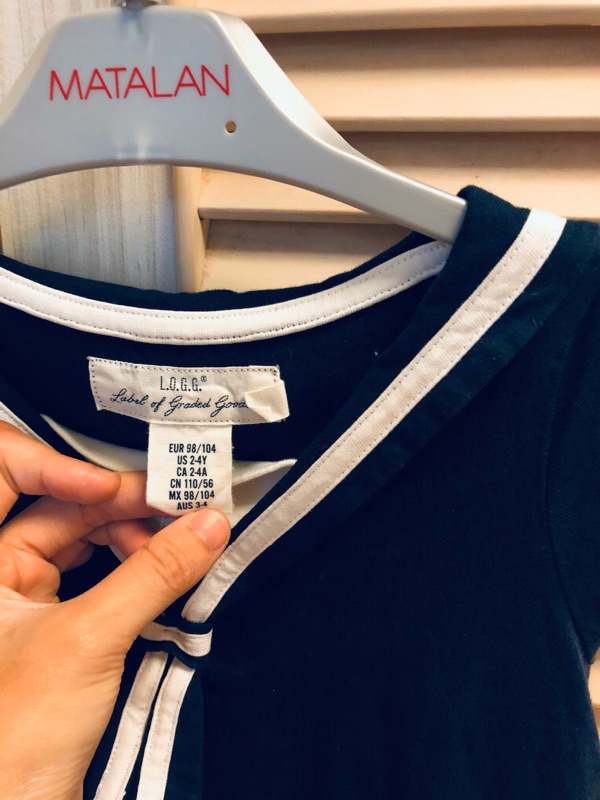 MATALAN
L.O.G.G.®
Label of Graded Goods
EUR 98/104
US 2-4Y
CA 2-4A
CN 110/56
MX 98/104
AUS 3-4